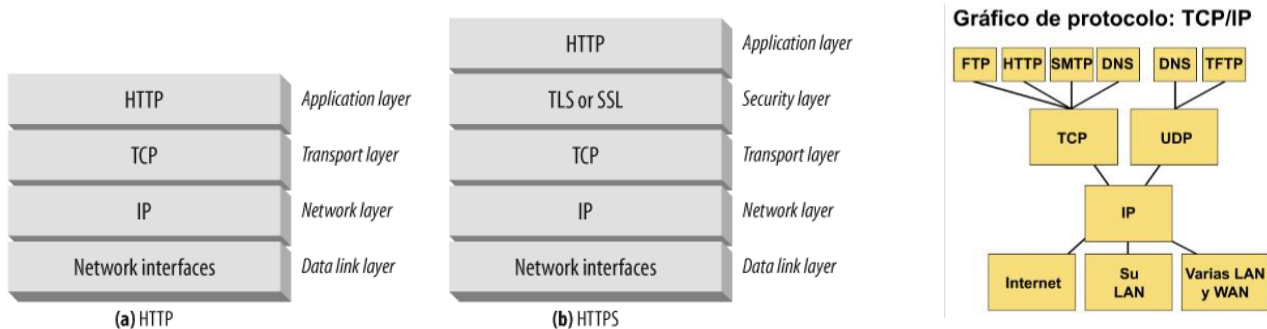 HTTP Application layer
TCP Transport layer
IP Network layer
Network interfaces Data link layer
(a) HTTP
HTTP Application layer
TLS or SSL Security layer
TCP Transport layer
IP Network layer
Network interfaces Data link layer
(b) HTTPS
Gráfico de protocolo: TCP/IP
FTP HTTP SMTP DNS DNS TFTP
TCP UDP
IP
Internet Su LAN Varias LAN y WAN